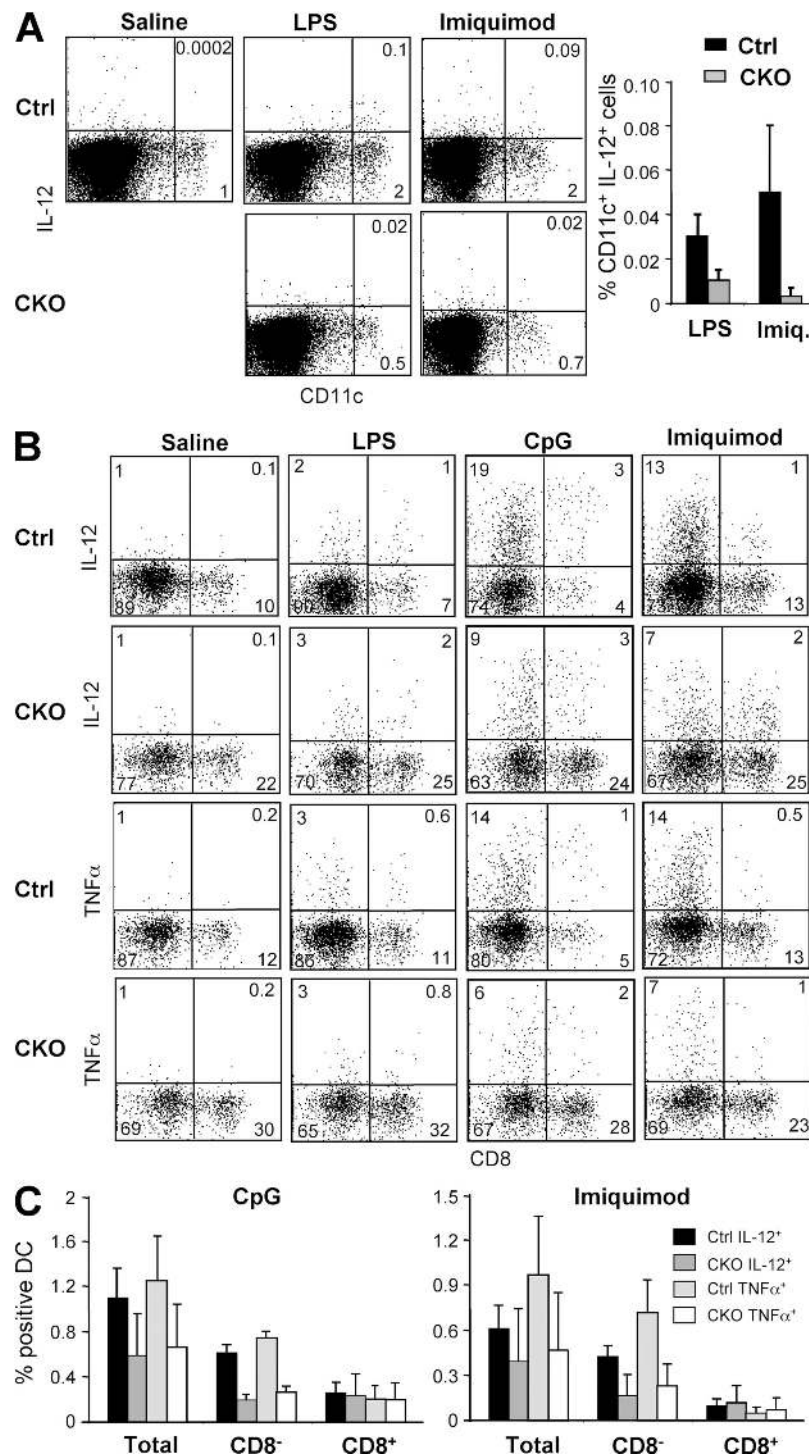 A
Saline LPS Imiquimod
Ctrl
CKO
IL-12
0.0002
1
0.1
2
0.09
2
0.02
0.5
0.02
0.7
CD11c
Ctrl
CKO
% CD11c⁺ IL-12⁺ cells
0.10
0.08
0.06
0.04
0.02
0
LPS Imiq.
B
Saline LPS CpG Imiquimod
Ctrl IL-12
1 0.1 2 1 19 3 13 1
89 10 7 74 4 13
CKO IL-12
1 0.1 3 2 9 3 7 2
77 22 70 25 63 24 67 25
Ctrl TNFα
1 0.2 3 0.6 14 1 14 0.5
87 12 11 80 5 72 13
CKO TNFα
1 0.2 3 0.8 6 2 7 1
69 30 65 32 67 28 69 23
CD8
C
CpG
% positive DC
2
1.6
1.2
0.8
0.4
0
Total CD8⁻ CD8⁺
Imiquimod
1.5
1.2
0.9
0.6
0.3
0
Total CD8⁻ CD8⁺
Ctrl IL-12⁺
CKO IL-12⁺
Ctrl TNFα⁺
CKO TNFα⁺